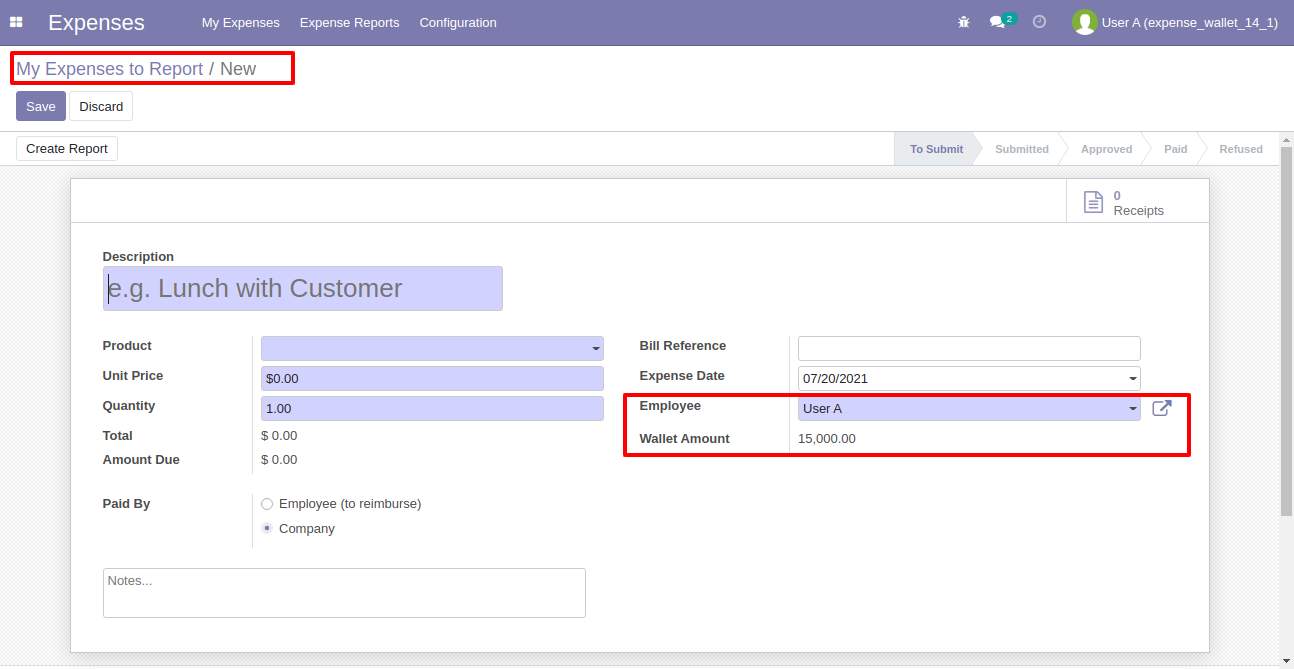 Expenses My Expenses Expense Reports Configuration 2 User A (expense_wallet_14_1)
My Expenses to Report / New
Save Discard
Create Report To Submit Submitted Approved Paid Refused
0
Receipts
Description
e.g. Lunch with Customer
Product
Unit Price $0.00
Quantity 1.00
Total $ 0.00
Amount Due $ 0.00
Bill Reference
Expense Date 07/20/2021
Employee User A
Wallet Amount 15,000.00
Paid By Employee (to reimburse)
Company
Notes...